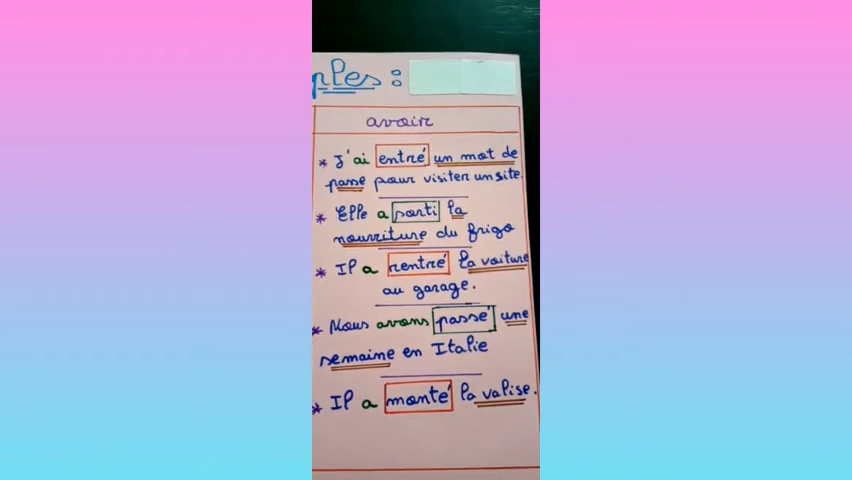 ples :
avoir
* J'ai entré un mot de
passe pour visiter un site.
* Elle a sorti la
nourriture du frigo
* Il a rentré la voiture
au garage.
* Nous avons passé une
semaine en Italie
* Il a monté la valise.